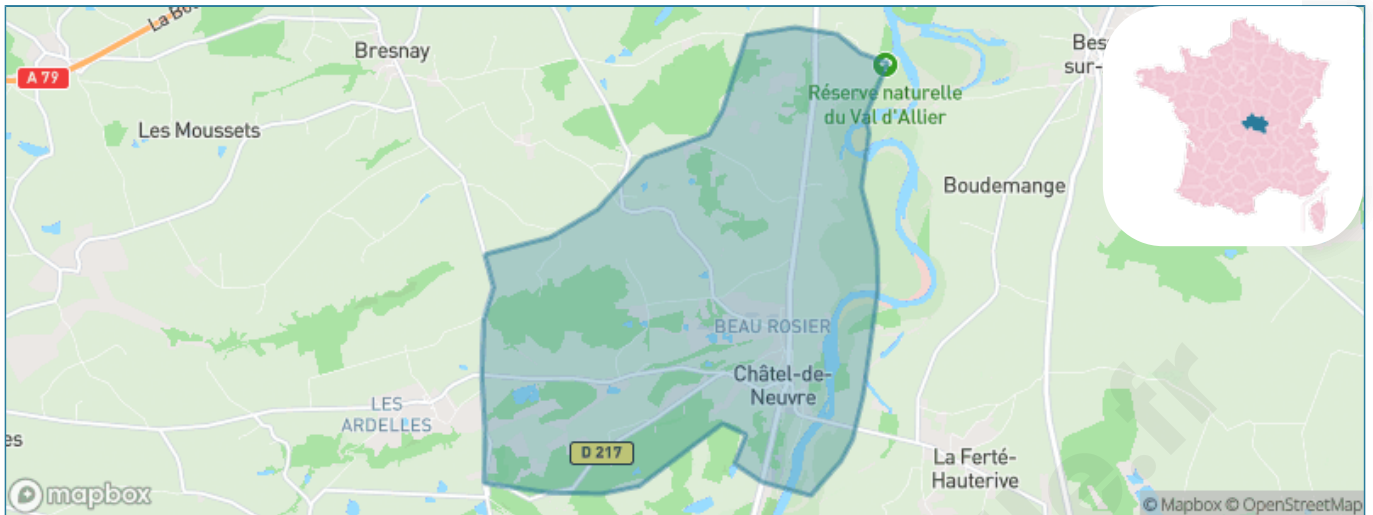 La Bou
A 79
Bresnay
Bes
sur-
Réserve naturelle
du Val d'Allier
Les Moussets
Boudemange
BEAU ROSIER
Châtel-de-
Neuvre
LES
ARDELLES
es
D 217
La Ferté-
Hauterive
mapbox
© Mapbox © OpenStreetMap